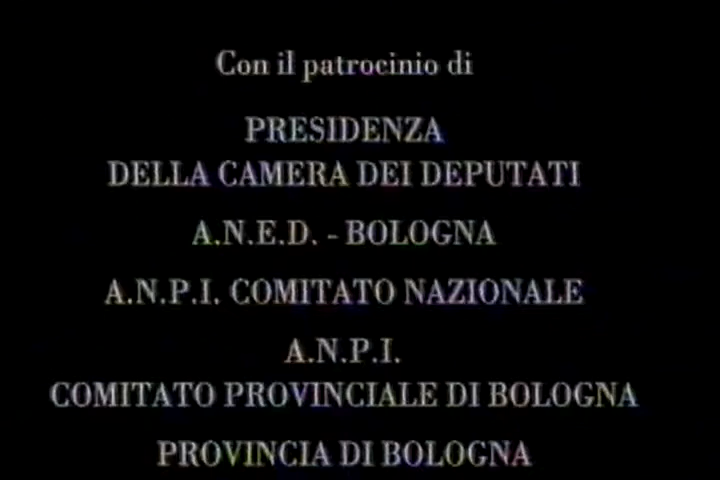 Con il patrocinio di
PRESIDENZA
DELLA CAMERA DEI DEPUTATI
A.N.E.D. - BOLOGNA
A.N.P.I. COMITATO NAZIONALE
A.N.P.I.
COMITATO PROVINCIALE DI BOLOGNA
PROVINCIA DI BOLOGNA